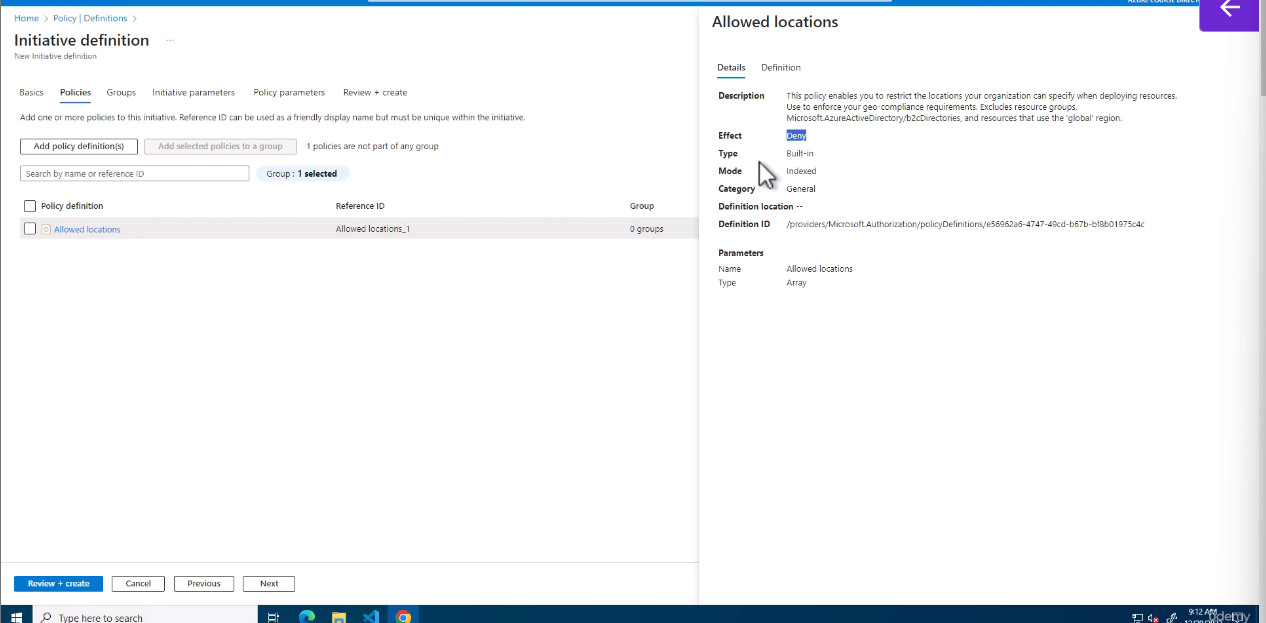 Home > Policy | Definitions >
Initiative definition ...
New Initiative definition
Basics Policies Groups Initiative parameters Policy parameters Review + create
Add one or more policies to this initiative. Reference ID can be used as a friendly display name but must be unique within the initiative.
Add policy definition(s) Add selected policies to a group 1 policies are not part of any group
Search by name or reference ID Group : 1 selected
Policy definition Reference ID Group
Allowed locations Allowed locations_1 0 groups
Review + create Cancel Previous Next
Allowed locations
Details Definition
Description This policy enables you to restrict the locations your organization can specify when deploying resources.
Use to enforce your geo-compliance requirements. Excludes resource groups,
Microsoft.AzureActiveDirectory/b2cDirectories, and resources that use the 'global' region.
Effect Deny
Type Built-in
Mode Indexed
Category General
Definition location --
Definition ID /providers/Microsoft.Authorization/policyDefinitions/e56962a6-4747-49cd-b67b-bf8b01975c4c
Parameters
Name Allowed locations
Type Array
Type here to search
9:12 AM
udemy